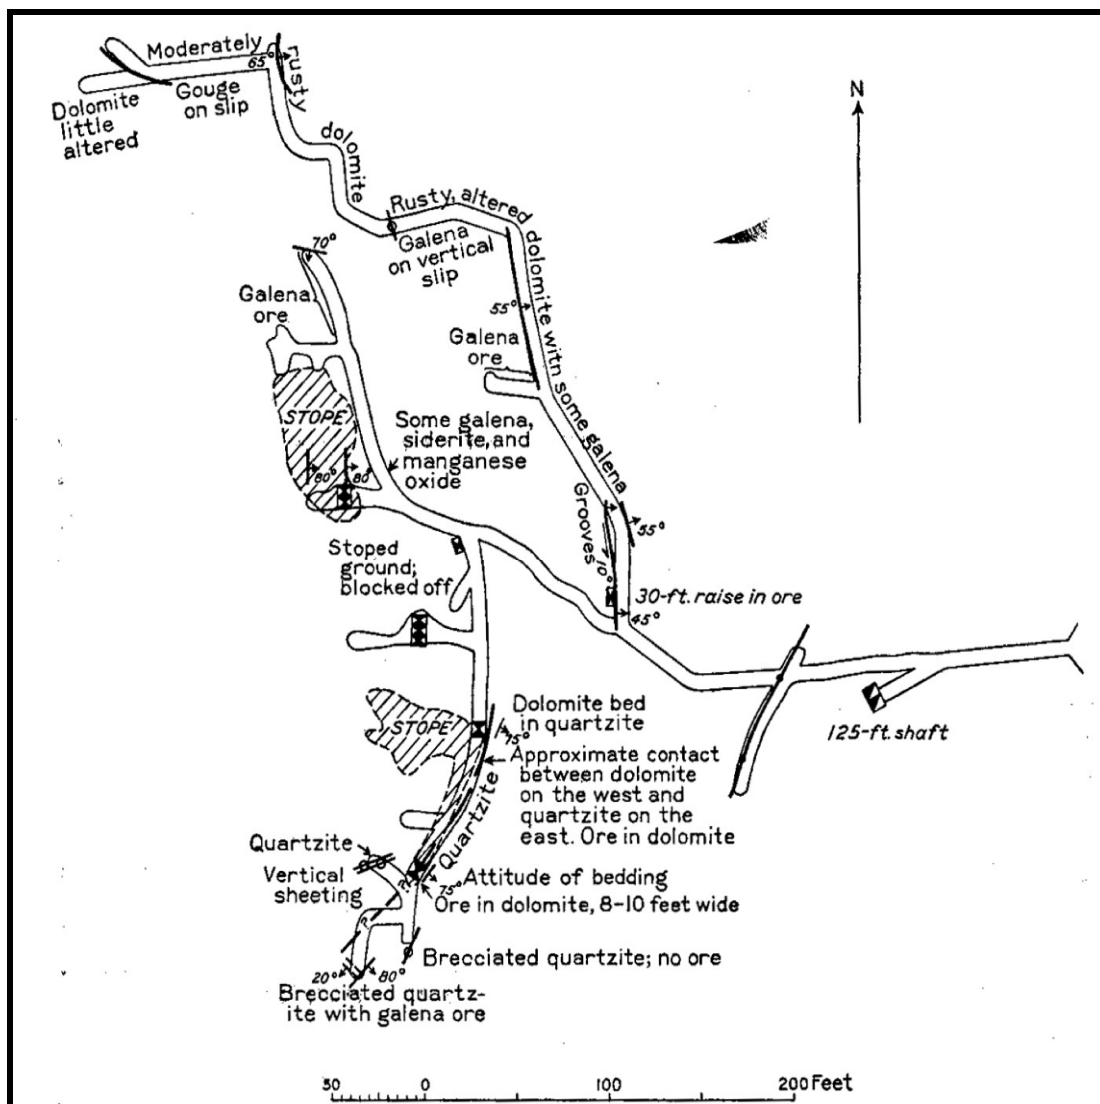 Moderately
65°
rusty
Dolomite
little
altered
Gouge
on slip
dolomite
N
Rusty, altered dolomite with some galena
Galena
on vertical
slip
70°
Galena
ore
55°
Galena
ore
STOPE
80°
80°
Some galena,
siderite, and
manganese
oxide
Grooves
10°
55°
Stoped
ground;
blocked off
30-ft. raise in ore
45°
125-ft. shaft
STOPE
Dolomite bed
in quartzite
75°
Approximate contact
between dolomite
on the west and
quartzite on the
east. Ore in dolomite
Quartzite
Quartzite
Vertical
sheeting
75°
Attitude of bedding
Ore in dolomite, 8-10 feet wide
?
?
Brecciated quartzite; no ore
20°
80°
Brecciated quartz-
ite with galena ore
50 0 100 200 Feet